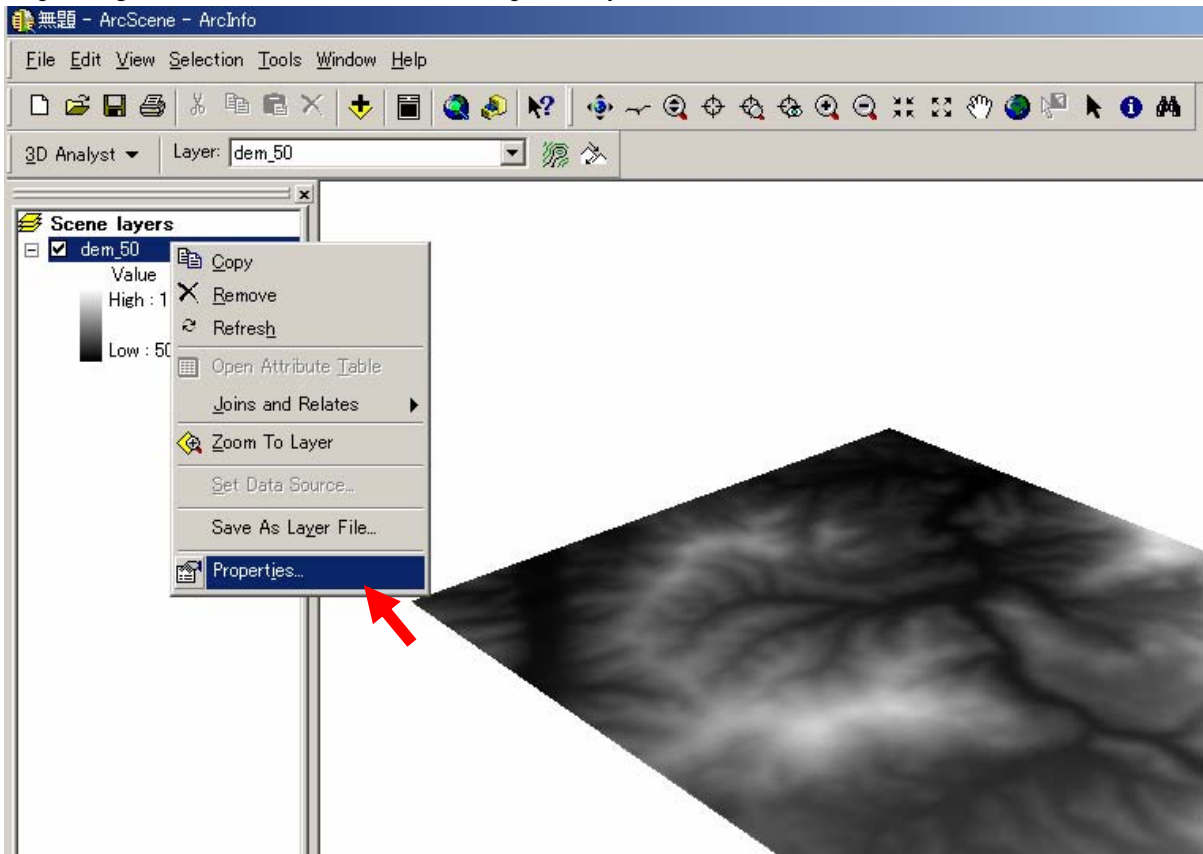 無題 - ArcScene - ArcInfo
File Edit View Selection Tools Window Help
3D Analyst Layer: dem_50
Scene layers
dem_50
Value
High : 1
Low : 50
Copy
Remove
Refresh
Open Attribute Table
Joins and Relates
Zoom To Layer
Set Data Source...
Save As Layer File...
Properties...